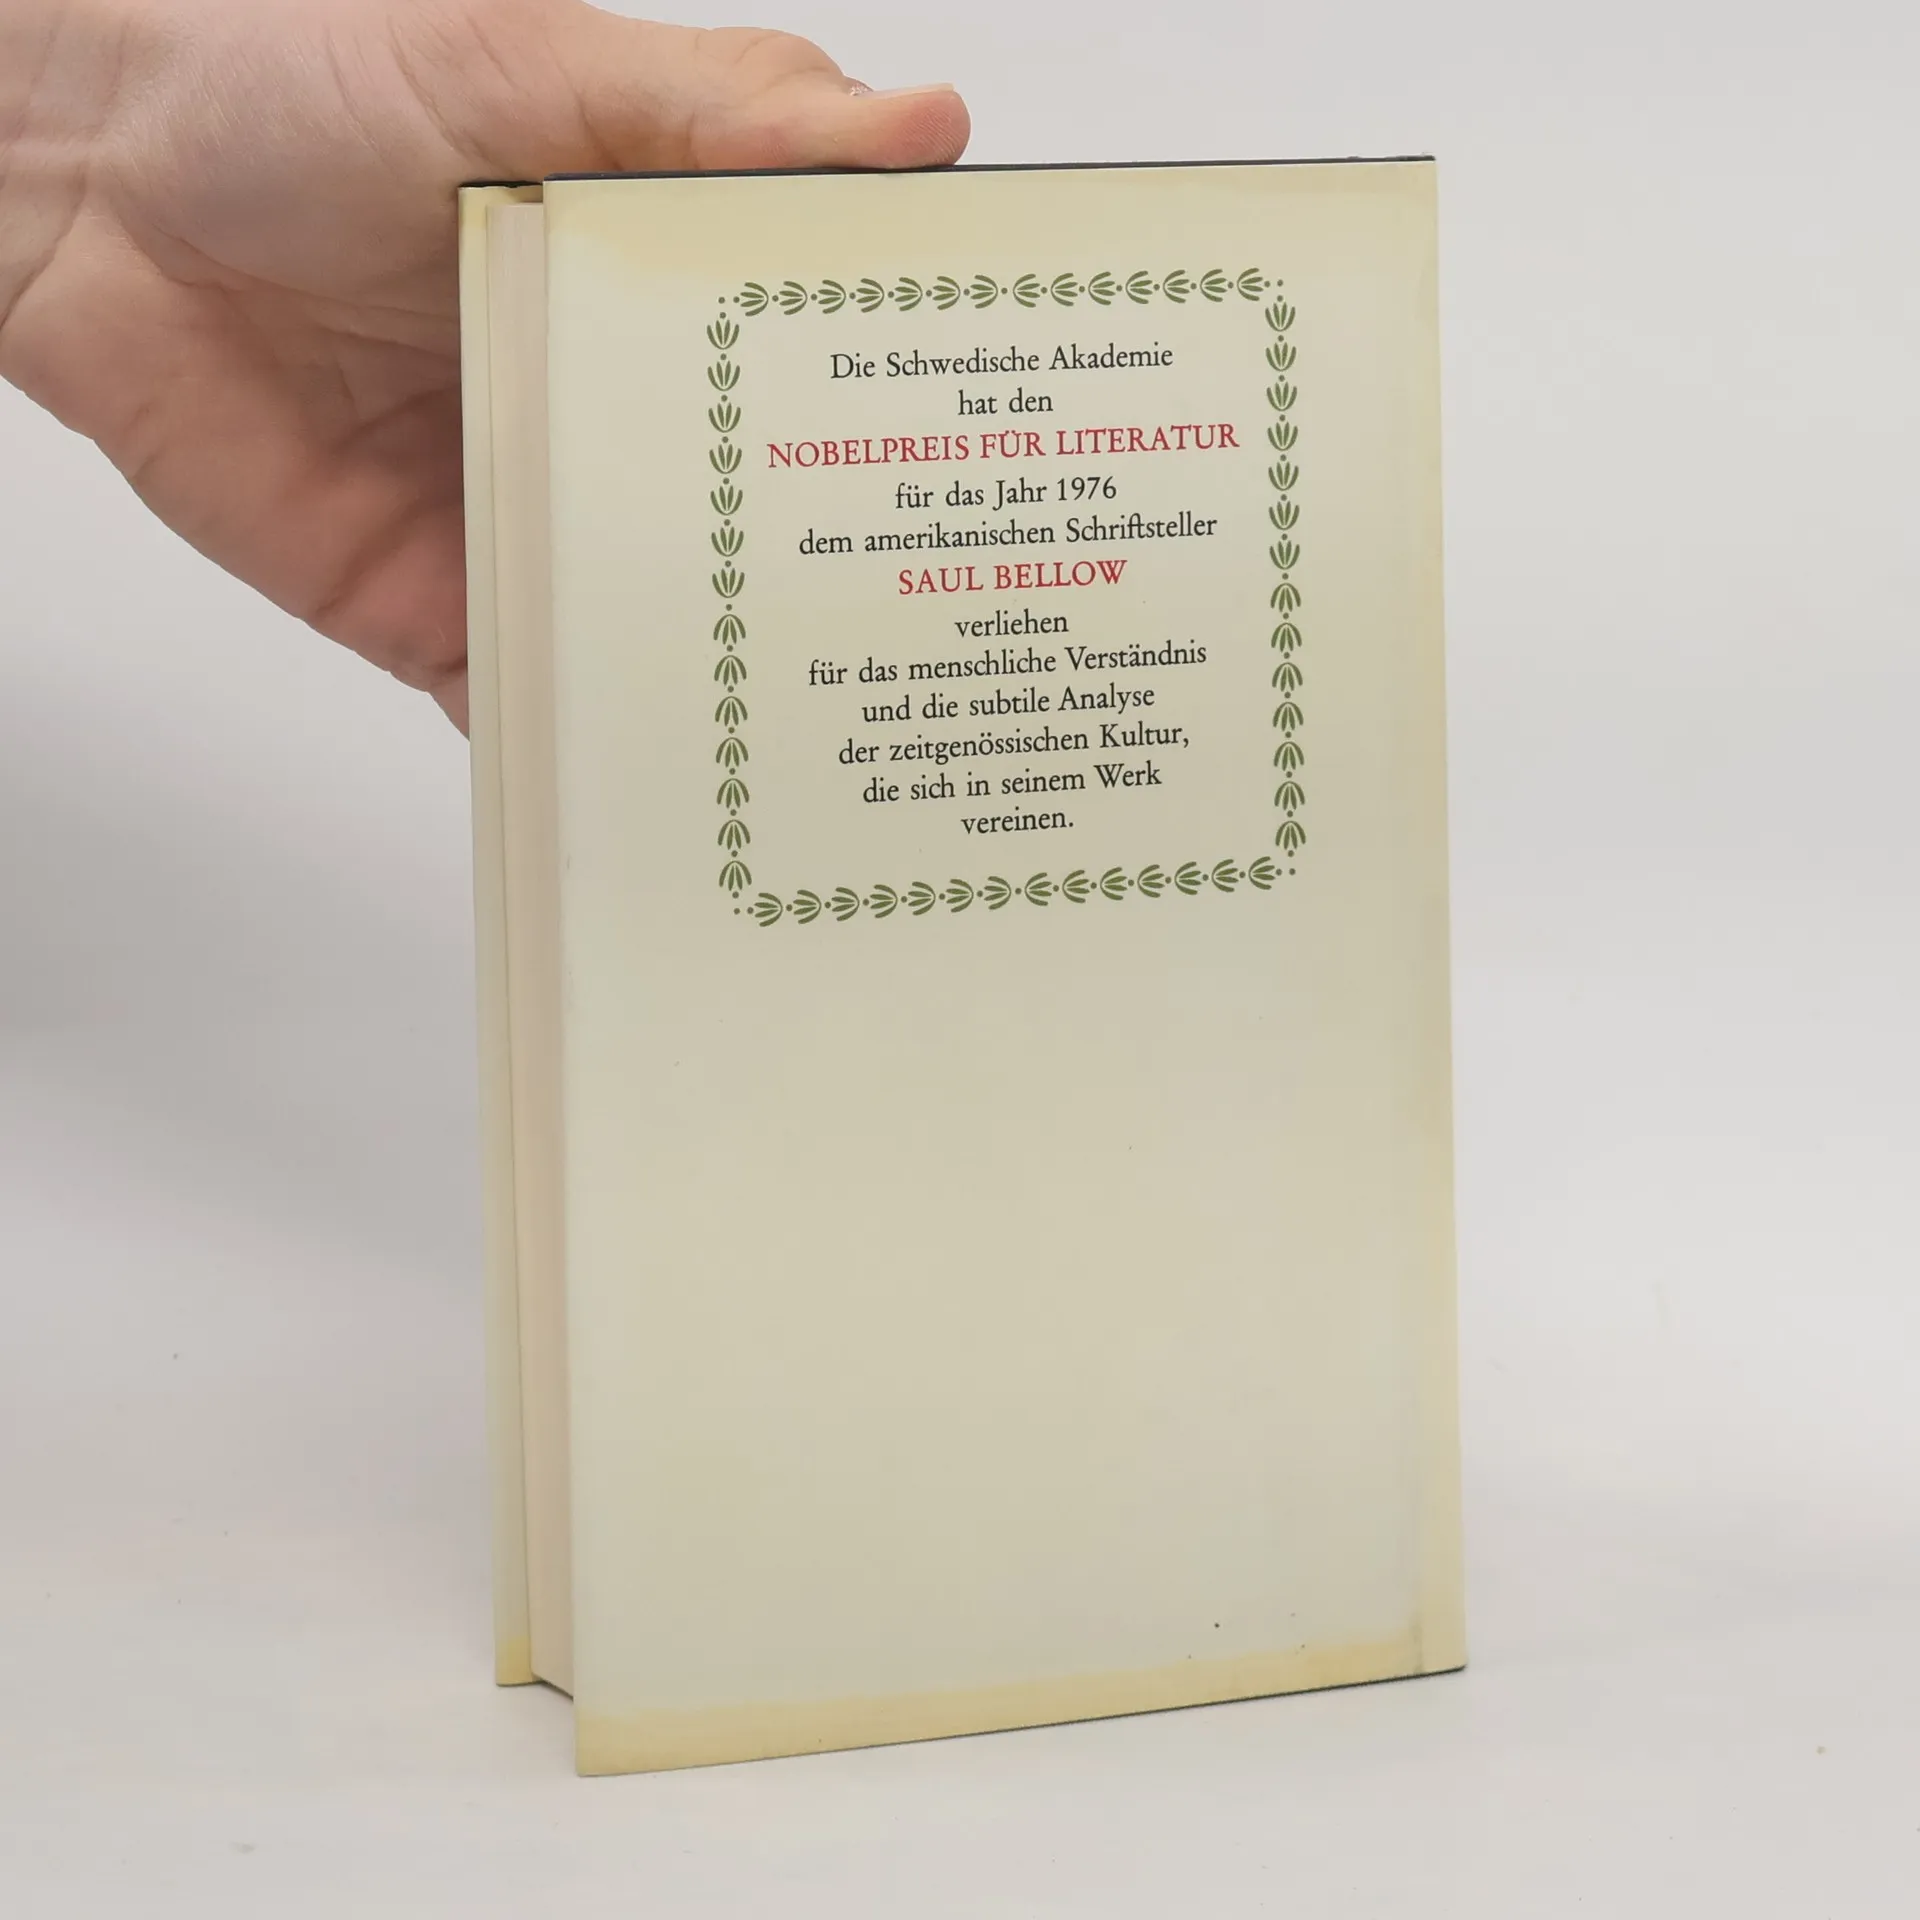 Die Schwedische Akademie
hat den
NOBELPREIS FÜR LITERATUR
für das Jahr 1976
dem amerikanischen Schriftsteller
SAUL BELLOW
verliehen
für das menschliche Verständnis
und die subtile Analyse
der zeitgenössischen Kultur,
die sich in seinem Werk
vereinen.